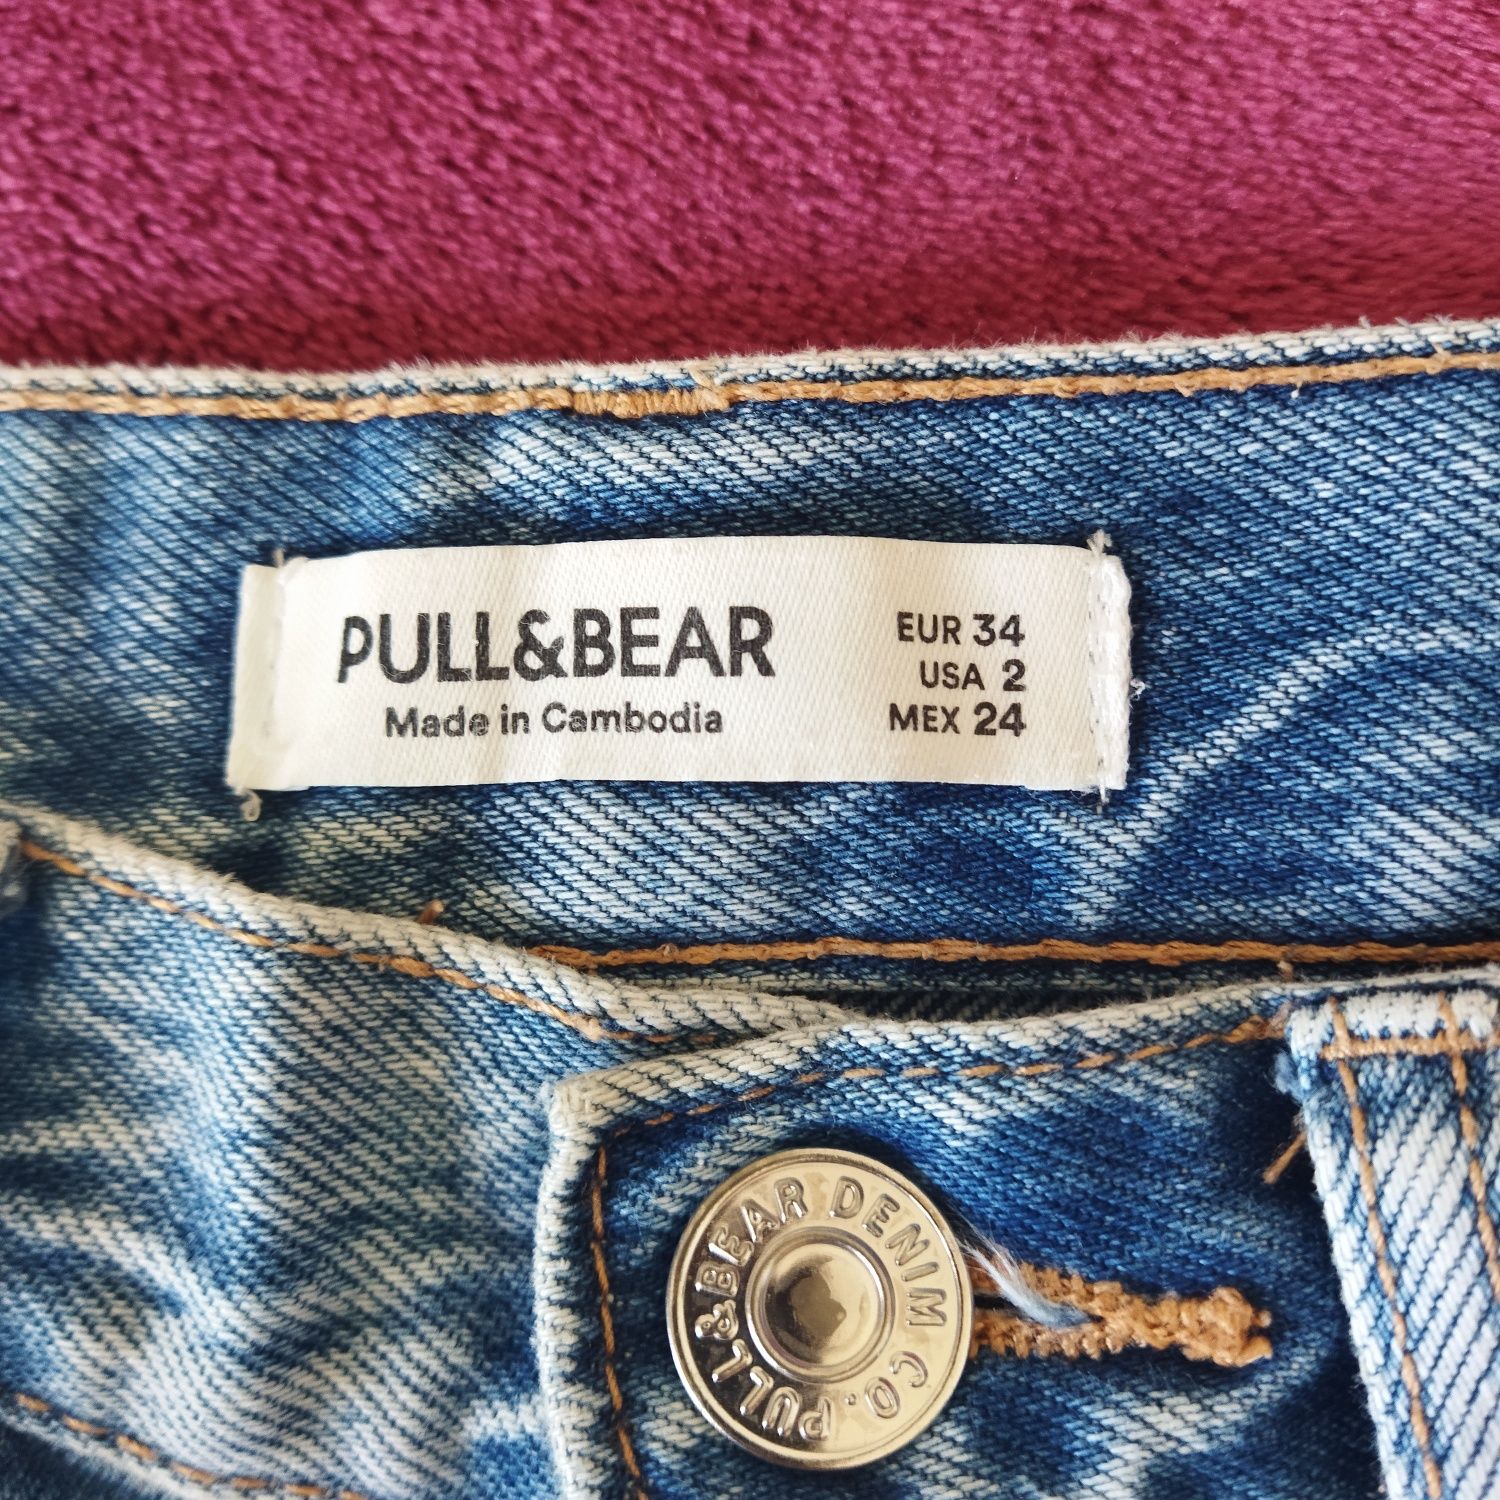 PULL&BEAR
Made in Cambodia
EUR 34
USA 2
MEX 24
PULL&BEAR DENIM CO.